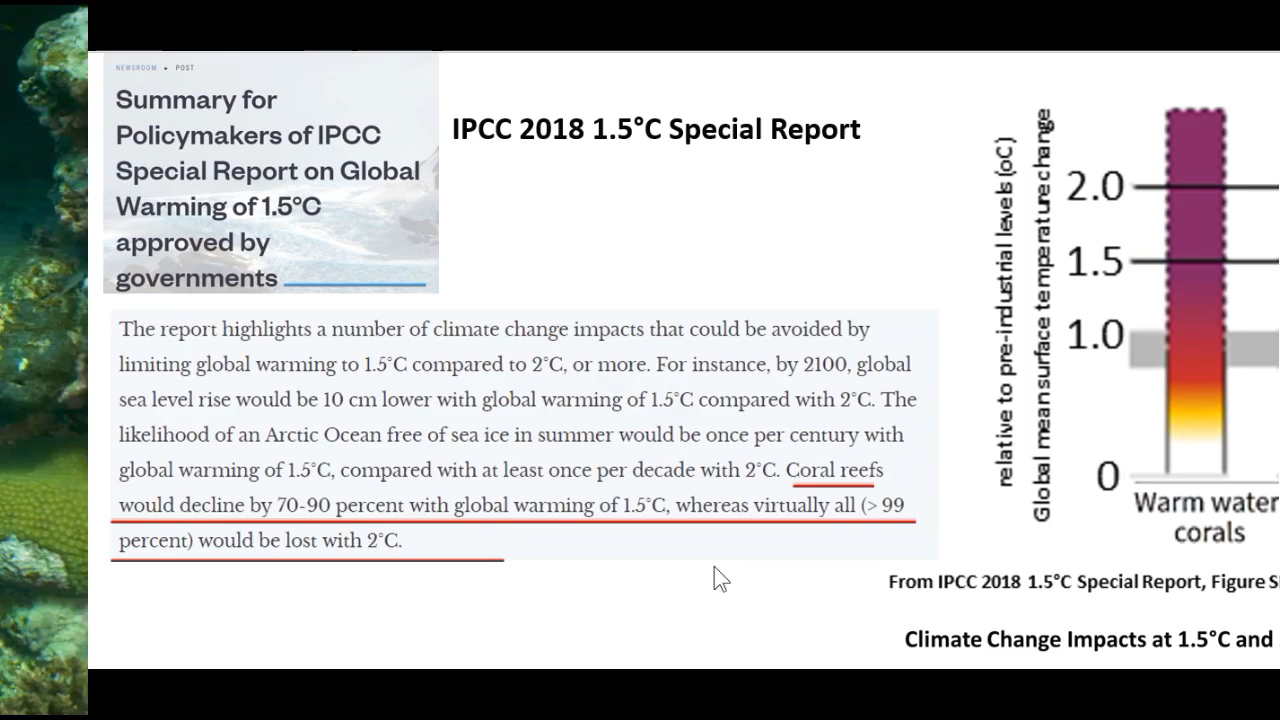 NEWSROOM ▸ POST
Summary for
Policymakers of IPCC
Special Report on Global
Warming of 1.5°C
approved by
governments
IPCC 2018 1.5°C Special Report
The report highlights a number of climate change impacts that could be avoided by
limiting global warming to 1.5°C compared to 2°C, or more. For instance, by 2100, global
sea level rise would be 10 cm lower with global warming of 1.5°C compared with 2°C. The
likelihood of an Arctic Ocean free of sea ice in summer would be once per century with
global warming of 1.5°C, compared with at least once per decade with 2°C. Coral reefs
would decline by 70-90 percent with global warming of 1.5°C, whereas virtually all (> 99
percent) would be lost with 2°C.
Global mean surface temperature change
relative to pre-industrial levels (oC)
2.0
1.5
1.0
0
Warm water
corals
From IPCC 2018 1.5°C Special Report, Figure
Climate Change Impacts at 1.5°C and